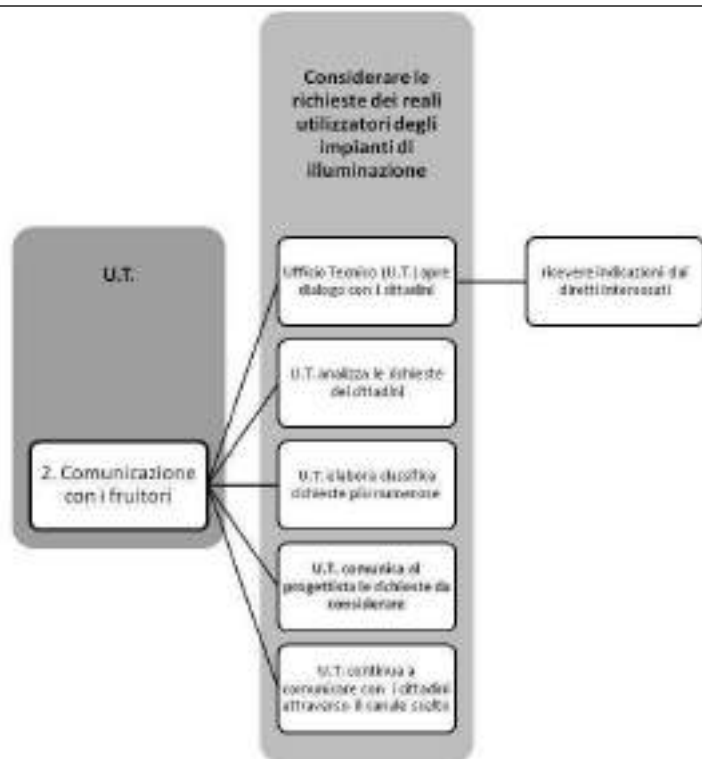 Considerare le
richieste dei reali
utilizzatori degli
impianti di
illuminazione
U.T.
2. Comunicazione
con i fruitori
Ufficio Tecnico (U.T.) apre
dialogo con i cittadini
ricevere indicazioni dai
diretti interessati
U.T. analizza le richieste
dei cittadini
U.T. elabora classifica
richieste più numerose
U.T. comunica al
progettista le richieste da
considerare
U.T. continua a
comunicare con i cittadini
attraverso il canale scelto